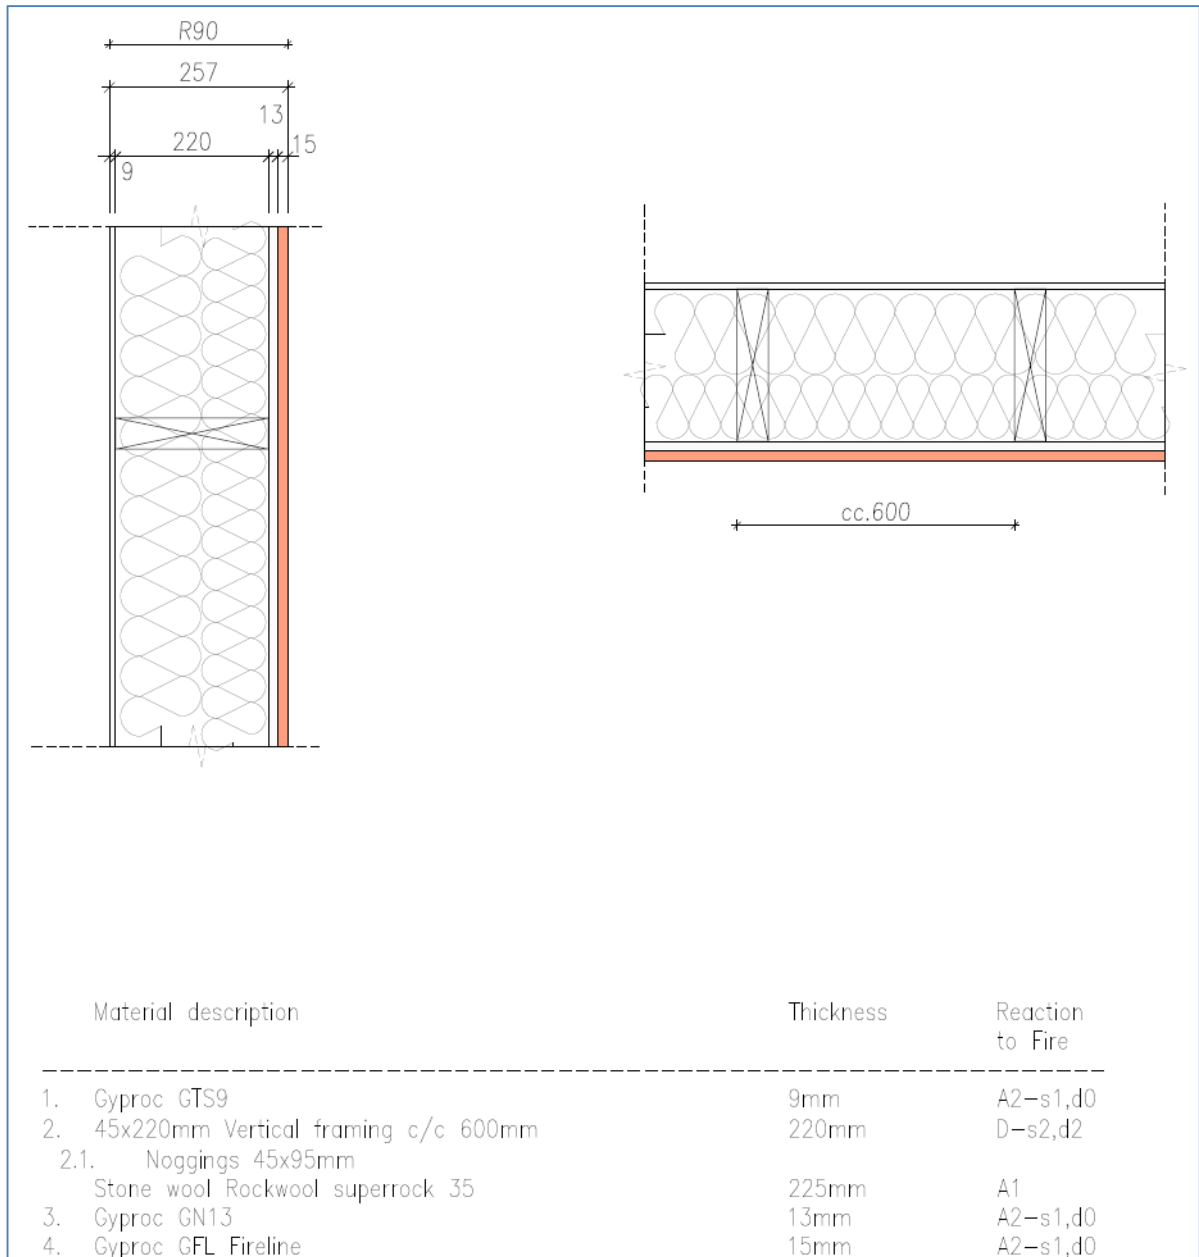 R90
257
13
220
15
9
cc.600
Material description Thickness Reaction
to Fire
1. Gyproc GTS9 9mm A2-s1,d0
2. 45x220mm Vertical framing c/c 600mm 220mm D-s2,d2
2.1. Noggings 45x95mm
Stone wool Rockwool superrock 35 225mm A1
3. Gyproc GN13 13mm A2-s1,d0
4. Gyproc GFL Fireline 15mm A2-s1,d0